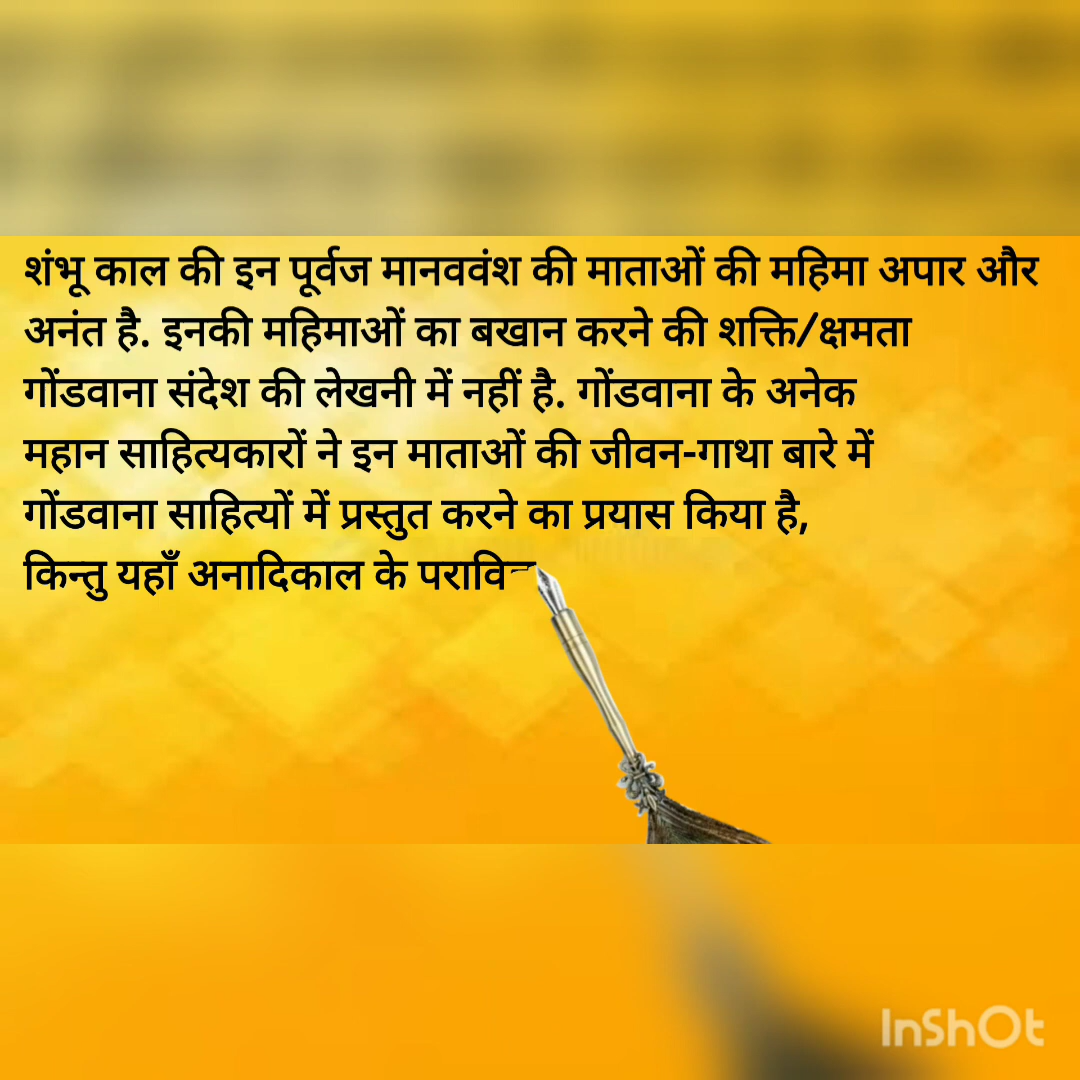 शंभू काल की इन पूर्वज मानववंश की माताओं की महिमा अपार और
अनंत है. इनकी महिमाओं का बखान करने की शक्ति/क्षमता
गोंडवाना संदेश की लेखनी में नहीं है. गोंडवाना के अनेक
महान साहित्यकारों ने इन माताओं की जीवन-गाथा बारे में
गोंडवाना साहित्यों में प्रस्तुत करने का प्रयास किया है,
किन्तु यहाँ अनादिकाल के
InShOt